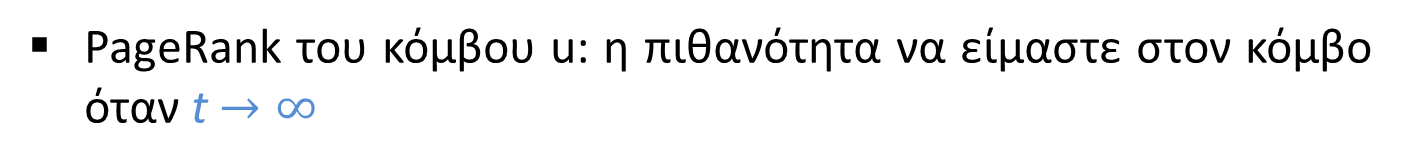 ▪ PageRank του κόμβου u: η πιθανότητα να είμαστε στον κόμβο
όταν t → ∞